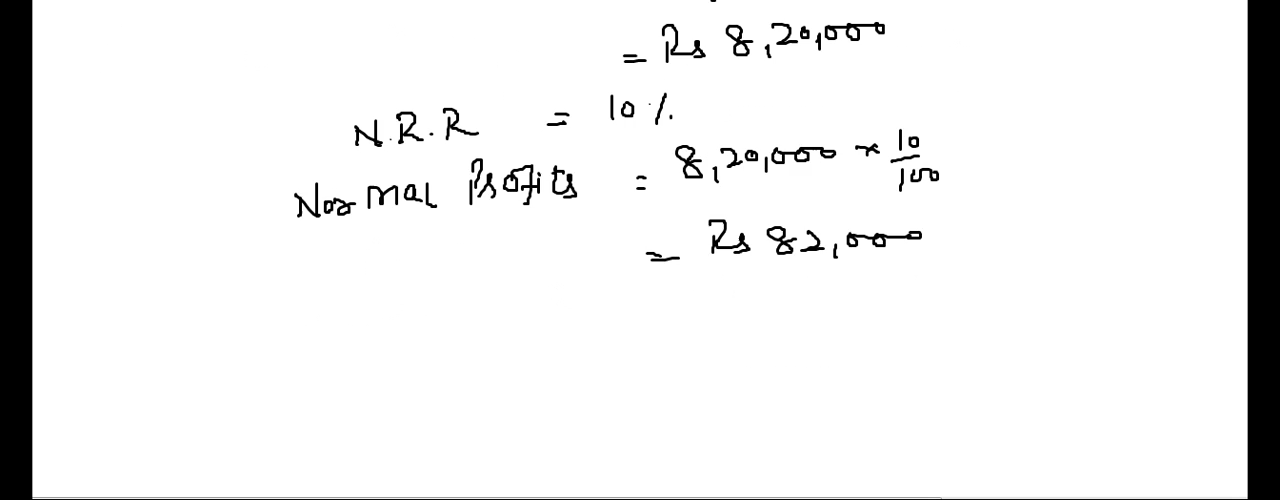 = Rs 8,20,000
N.R.R = 10%
Normal Profits = 8,20,000 × 10/100
= Rs 82,000